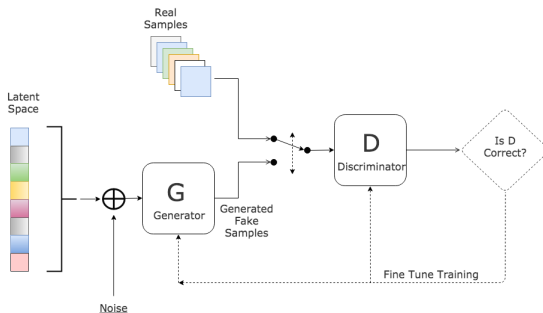 Real
Samples
Latent
Space
G
Generator
Generated
Fake
Samples
D
Discriminator
Is D
Correct?
Fine Tune Training
Noise